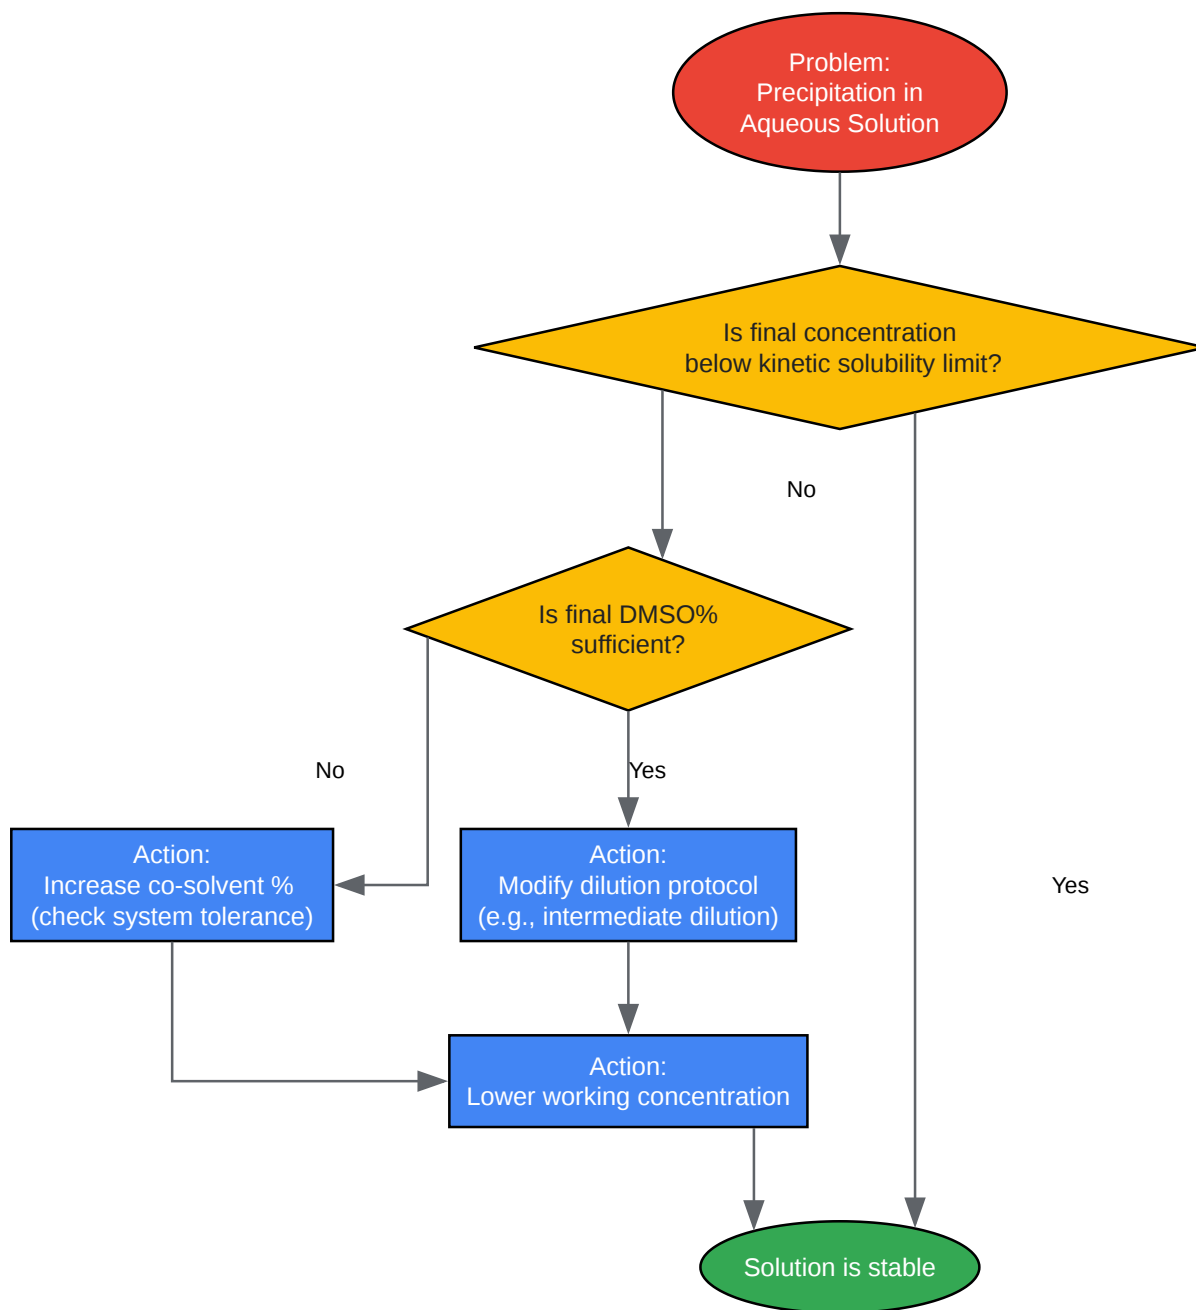 Problem:
Precipitation in
Aqueous Solution
Is final concentration
below kinetic solubility limit?
No
Is final DMSO%
sufficient?
No
Yes
Action:
Increase co-solvent %
(check system tolerance)
Action:
Modify dilution protocol
(e.g., intermediate dilution)
Yes
Action:
Lower working concentration
Solution is stable